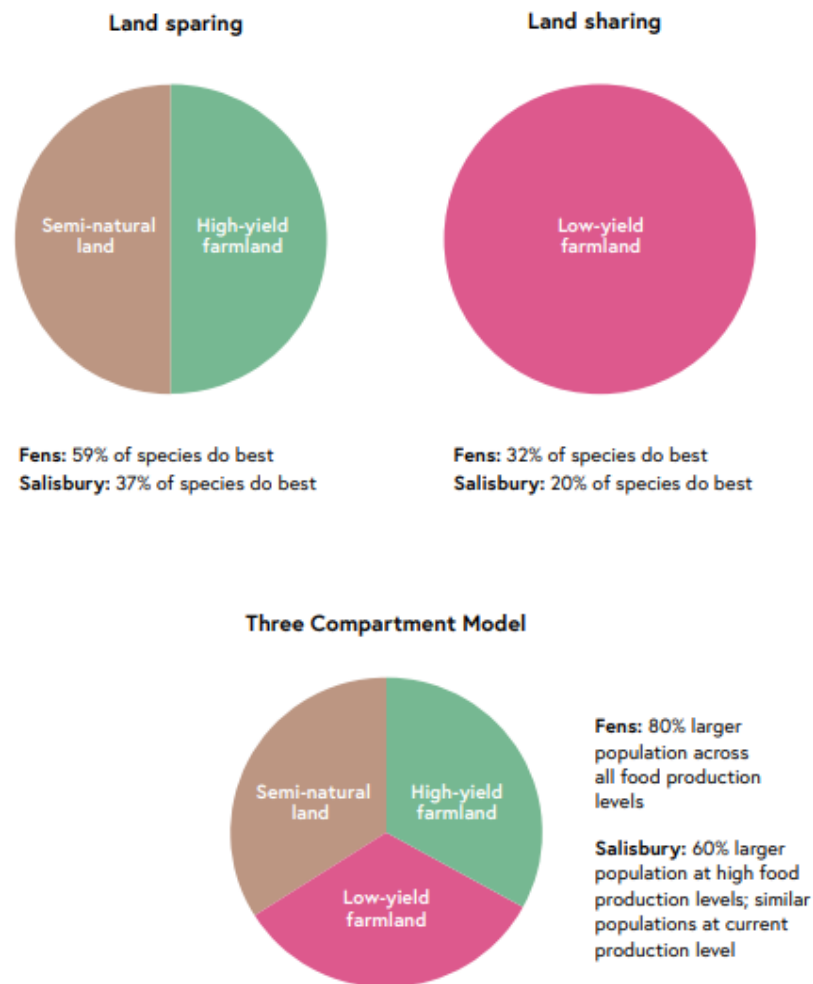 Land sparing
Land sharing
Semi-natural
land
High-yield
farmland
Low-yield
farmland
Fens: 59% of species do best
Salisbury: 37% of species do best
Fens: 32% of species do best
Salisbury: 20% of species do best
Three Compartment Model
Semi-natural
land
High-yield
farmland
Low-yield
farmland
Fens: 80% larger
population across
all food production
levels
Salisbury: 60% larger
population at high food
production levels; similar
populations at current
production level